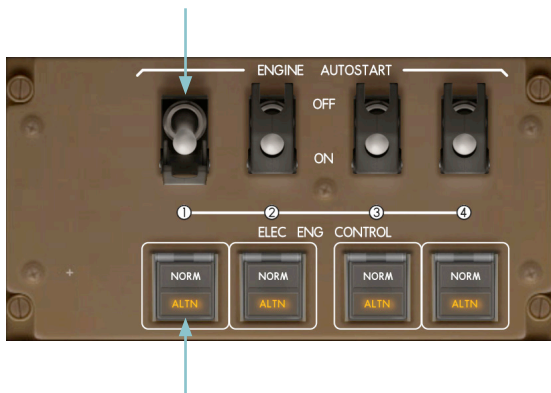 ENGINE AUTOSTART
OFF
ON
1 2 3 4
ELEC ENG CONTROL
NORM NORM NORM NORM
ALTN ALTN ALTN ALTN